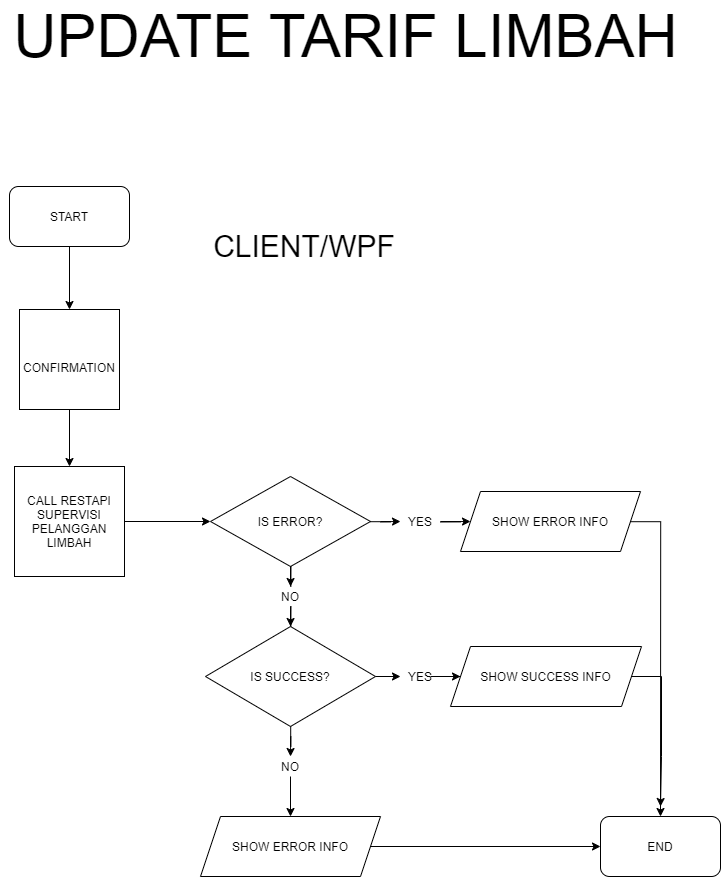 UPDATE TARIF LIMBAH
START
CLIENT/WPF
CONFIRMATION
CALL RESTAPI
SUPERVISI
PELANGGAN
LIMBAH
IS ERROR?
YES
SHOW ERROR INFO
NO
IS SUCCESS?
YES
SHOW SUCCESS INFO
NO
SHOW ERROR INFO
END